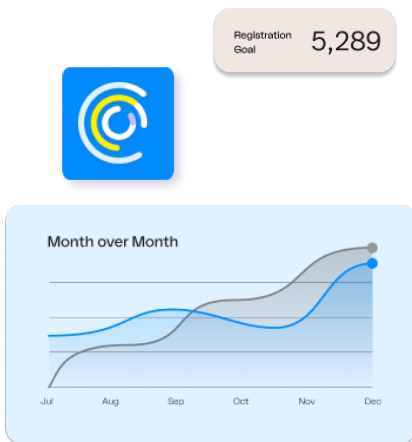 Registration
Goal
5,289
Month over Month
Jul Aug Sep Oct Nov Dec